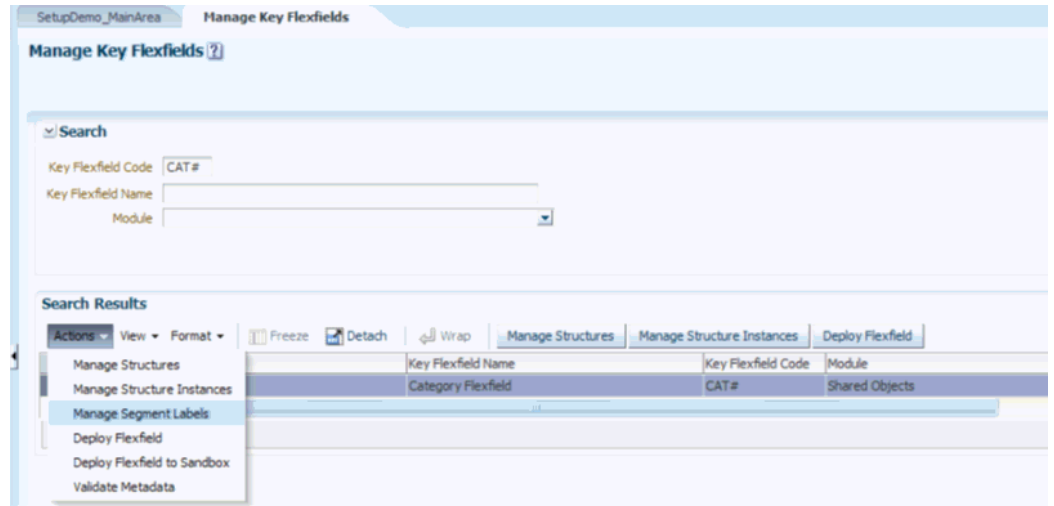 SetupDemo_MainArea Manage Key Flexfields
Manage Key Flexfields ?
Search
Key Flexfield Code CAT#
Key Flexfield Name
Module
Search Results
Actions View Format Freeze Detach Wrap Manage Structures Manage Structure Instances Deploy Flexfield
Key Flexfield Name Key Flexfield Code Module
Category Flexfield CAT# Shared Objects
Manage Structures
Manage Structure Instances
Manage Segment Labels
Deploy Flexfield
Deploy Flexfield to Sandbox
Validate Metadata